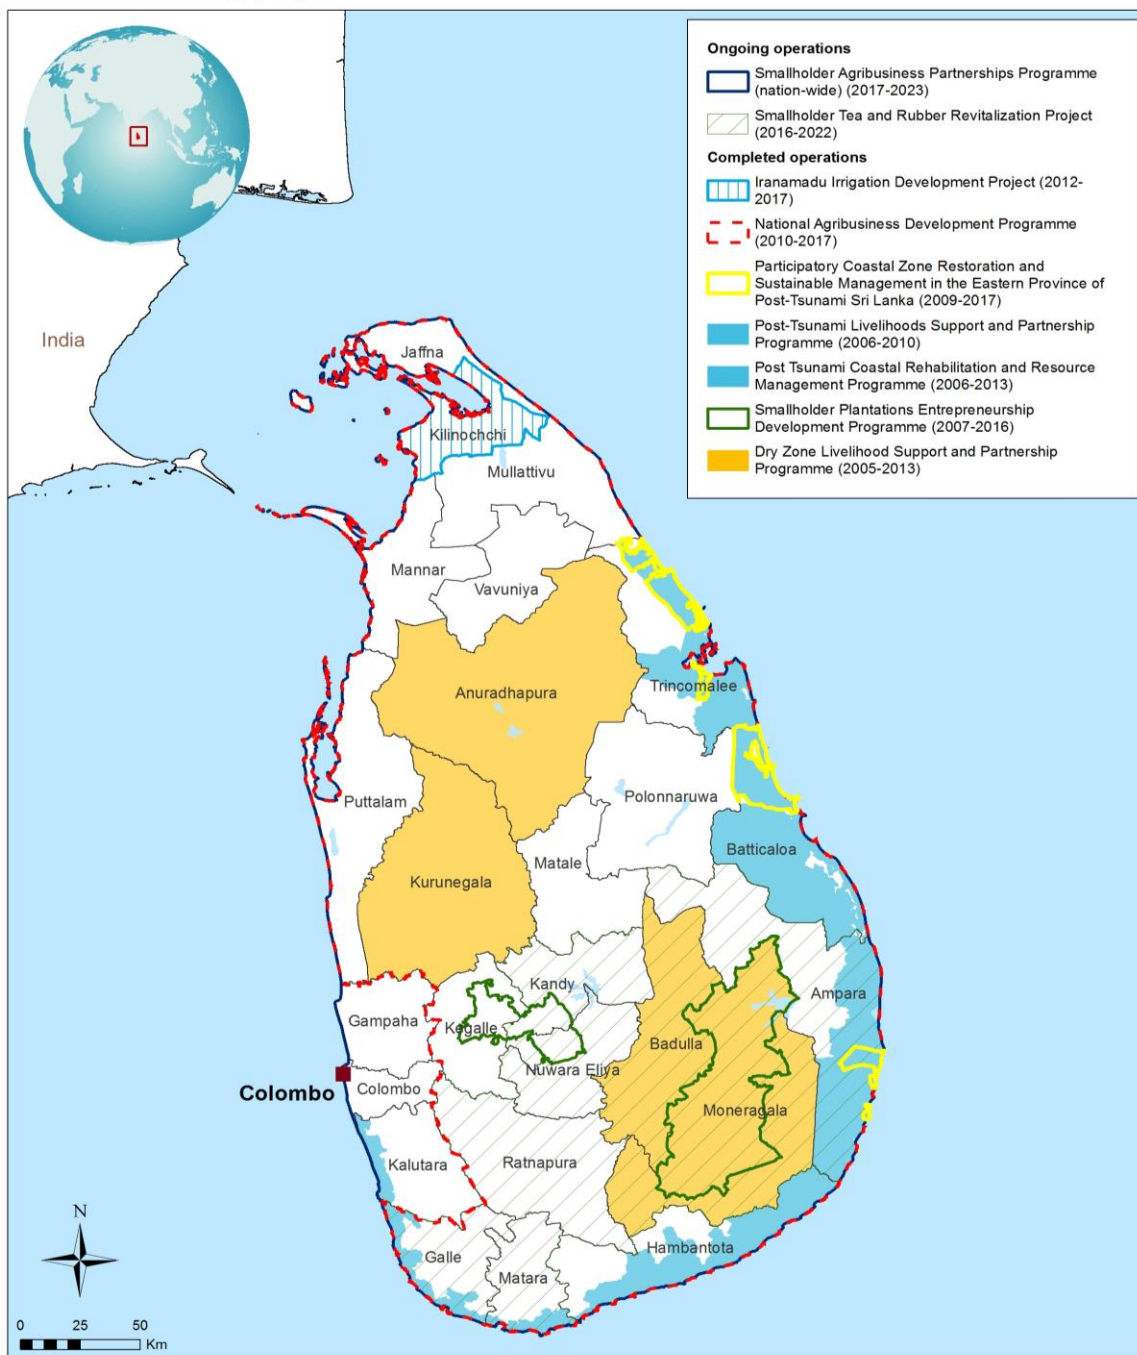 Ongoing operations
Smallholder Agribusiness Partnerships Programme
(nation-wide) (2017-2023)
Smallholder Tea and Rubber Revitalization Project
(2016-2022)
Completed operations
Iranamadu Irrigation Development Project (2012-
2017)
National Agribusiness Development Programme
(2010-2017)
Participatory Coastal Zone Restoration and
Sustainable Management in the Eastern Province of
Post-Tsunami Sri Lanka (2009-2017)
Post-Tsunami Livelihoods Support and Partnership
Programme (2006-2010)
Post Tsunami Coastal Rehabilitation and Resource
Management Programme (2006-2013)
Smallholder Plantations Entrepreneurship
Development Programme (2007-2016)
Dry Zone Livelihood Support and Partnership
Programme (2005-2013)
India
Jaffna
Kilinochchi
Mullattivu
Mannar
Vavuniya
Anuradhapura
Trincomalee
Puttalam
Polonnaruwa
Batticaloa
Matale
Kurunegala
Kandy
Ampara
Gampaha
Kegalle
Badulla
Nuwara Eliya
Colombo
Colombo
Moneragala
Kalutara
Ratnapura
Hambantota
Galle
Matara
N
0 25 50
Km